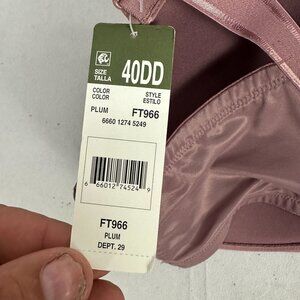 SIZE
TALLA
40DD
COLOR STYLE
COLOR ESTILO
PLUM FT966
6660 1274 5249
6 66012 74524 9
FT966
PLUM
DEPT. 29